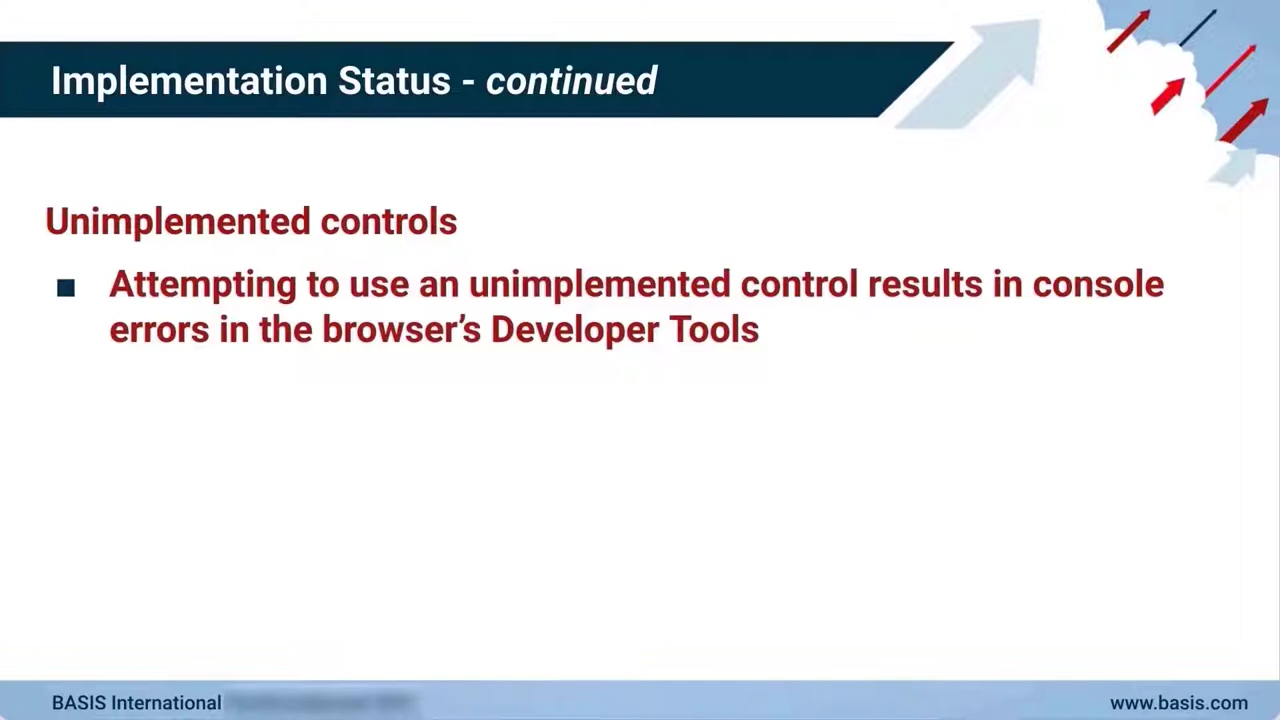 Implementation Status - continued
Unimplemented controls
■ Attempting to use an unimplemented control results in console
errors in the browser’s Developer Tools
BASIS International
www.basis.com